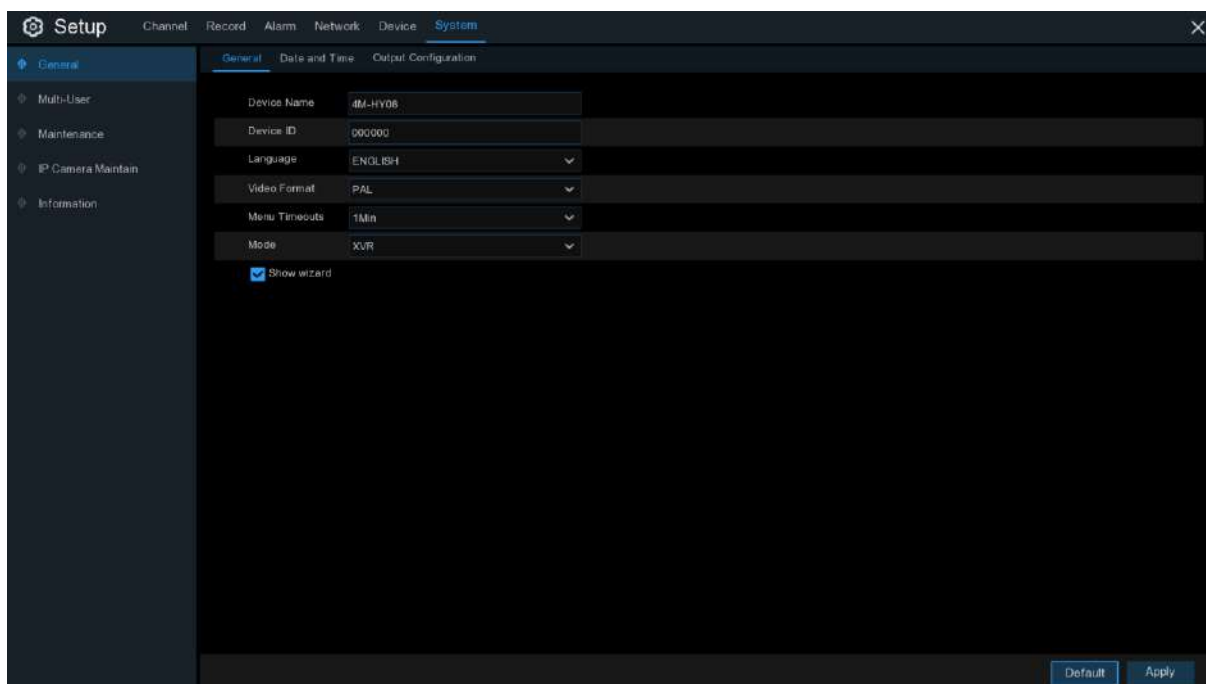 Setup Channel Record Alarm Network Device System
General
Multi-User
Maintenance
IP Camera Maintain
Information
General Date and Time Output Configuration
Device Name 4M-HY08
Device ID 000000
Language ENGLISH
Video Format PAL
Menu Timeouts 1Min
Mode XVR
Show wizard
Default Apply